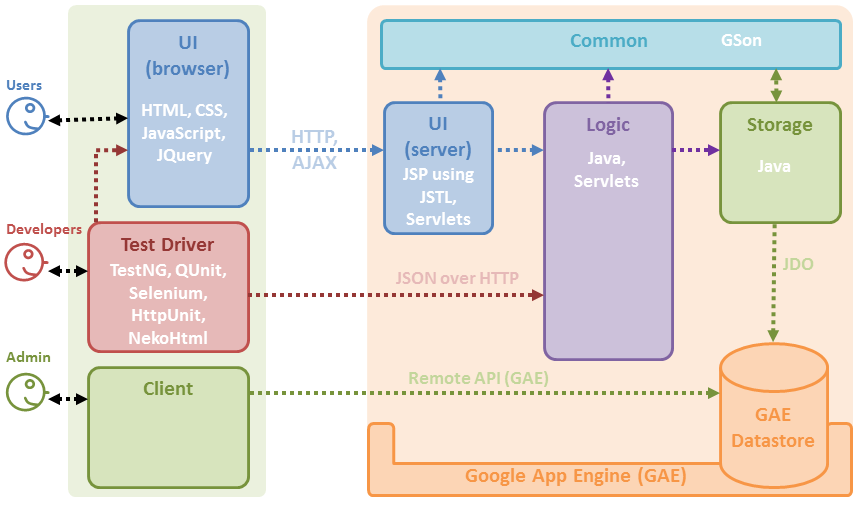 Common
GSon
UI
(browser)
Users
HTML, CSS,
JavaScript,
JQuery
HTTP,
AJAX
UI
(server)
JSP using
JSTL,
Servlets
Logic
Java,
Servlets
Storage
Java
Developers
Test Driver
TestNG, QUnit,
Selenium,
HttpUnit,
NekoHtml
JSON over HTTP
JDO
Admin
Client
Remote API (GAE)
GAE
Datastore
Google App Engine (GAE)